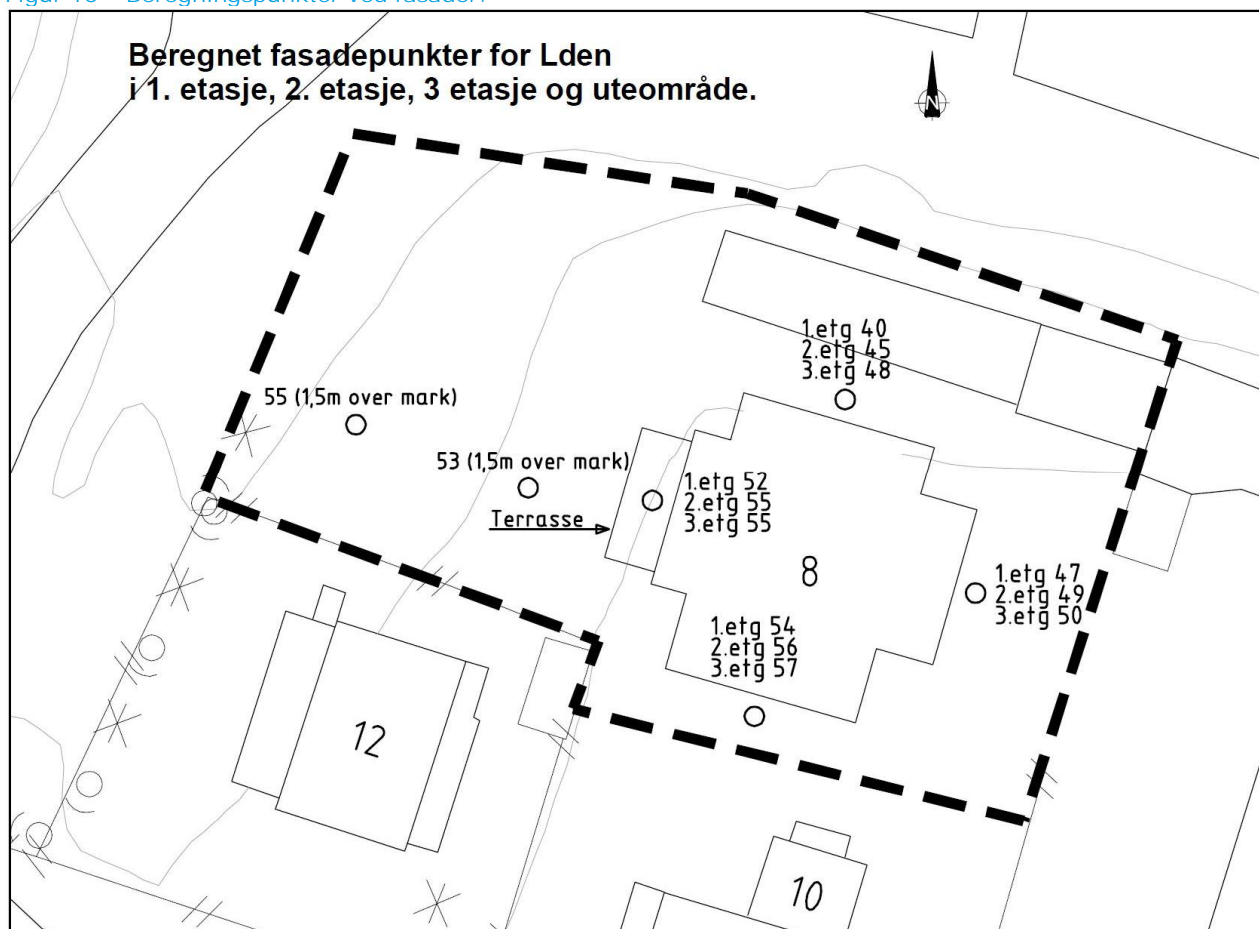 Beregnet fasadepunkter for Lden
i 1. etasje, 2. etasje, 3 etasje og uteområde.
N
1.etg 40
2.etg 45
3.etg 48
55 (1,5m over mark)
53 (1,5m over mark)
Terrasse
1.etg 52
2.etg 55
3.etg 55
8
1.etg 47
2.etg 49
3.etg 50
1.etg 54
2.etg 56
3.etg 57
12
10